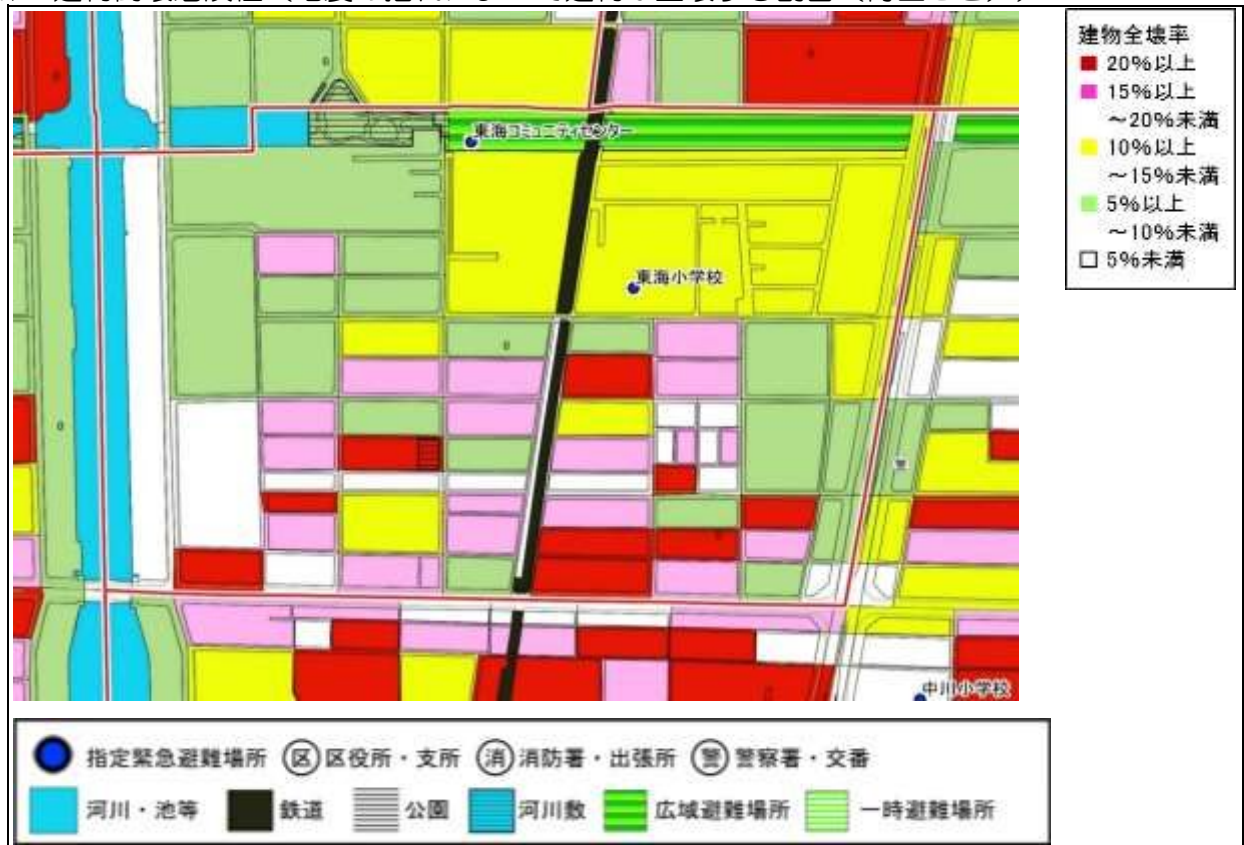 東海コミュニティセンター
東海小学校
中川小学校
建物全壊率
20%以上
15%以上
～20%未満
10%以上
～15%未満
5%以上
～10%未満
5%未満
指定緊急避難場所 区 区役所・支所 消 消防署・出張所 警 警察署・交番
河川・池等 鉄道 公園 河川敷 広域避難場所 一時避難場所